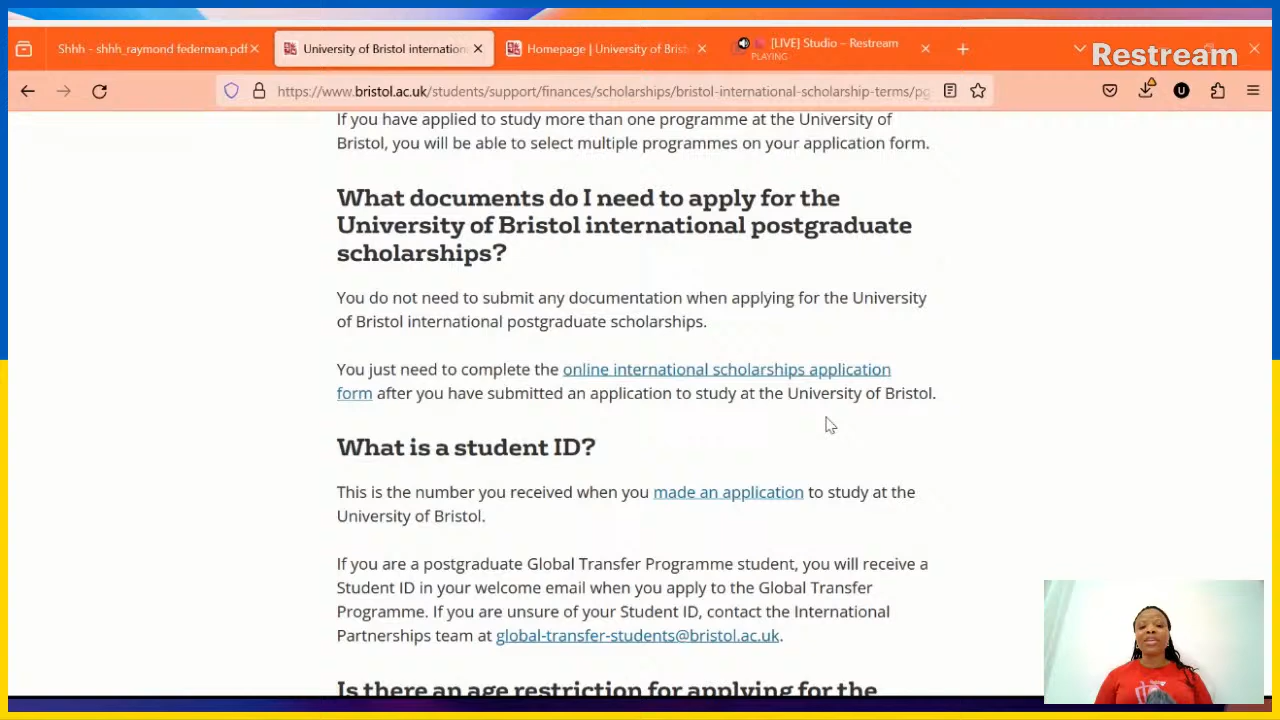 Shhh - shhh_raymond federman.pdf
University of Bristol internation
Homepage | University of Bris
[LIVE] Studio – Restream
PLAYING
Restream
https://www.bristol.ac.uk/students/support/finances/scholarships/bristol-international-scholarship-terms/pg
U
If you have applied to study more than one programme at the University of
Bristol, you will be able to select multiple programmes on your application form.
What documents do I need to apply for the
University of Bristol international postgraduate
scholarships?
You do not need to submit any documentation when applying for the University
of Bristol international postgraduate scholarships.
You just need to complete the online international scholarships application
form after you have submitted an application to study at the University of Bristol.
What is a student ID?
This is the number you received when you made an application to study at the
University of Bristol.
If you are a postgraduate Global Transfer Programme student, you will receive a
Student ID in your welcome email when you apply to the Global Transfer
Programme. If you are unsure of your Student ID, contact the International
Partnerships team at global-transfer-students@bristol.ac.uk.
Is there an age restriction for applying for the